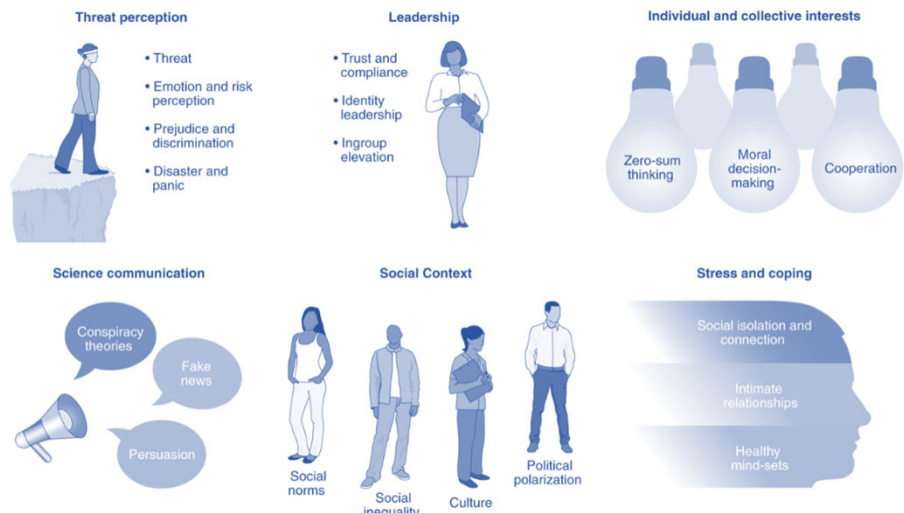 Threat perception
• Threat
• Emotion and risk
perception
• Prejudice and
discrimination
• Disaster and
panic
Leadership
• Trust and
compliance
• Identity
leadership
• Ingroup
elevation
Individual and collective interests
Zero-sum
thinking
Moral
decision-
making
Cooperation
Science communication
Conspiracy
theories
Fake
news
Persuasion
Social Context
Social
norms
Social
inequality
Culture
Political
polarization
Stress and coping
Social isolation and
connection
Intimate
relationships
Healthy
mind-sets